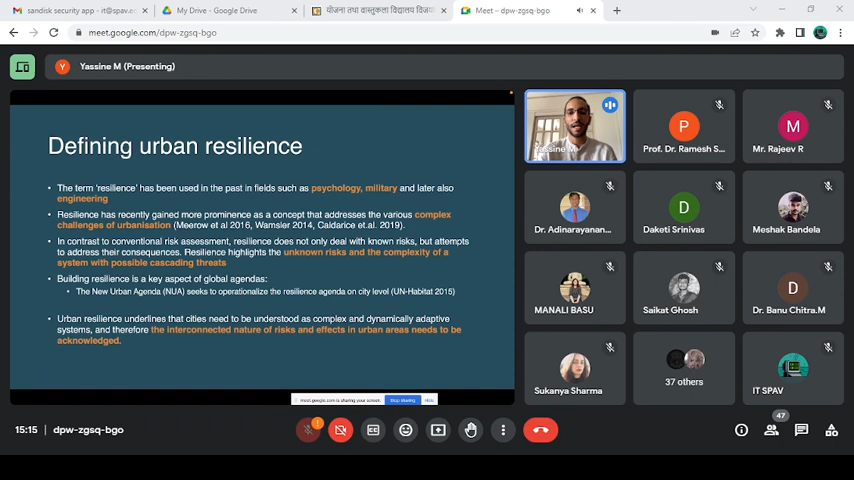 sandisk security app - it@spav.e
My Drive - Google Drive
योजना तथा वास्तुकला विद्यालय विजय
Meet – dpw-zgsq-bgo
meet.google.com/dpw-zgsq-bgo
Y
Yassine M (Presenting)
Defining urban resilience
• The term 'resilience' has been used in the past in fields such as psychology, military and later also
engineering
• Resilience has recently gained more prominence as a concept that addresses the various complex
challenges of urbanisation (Meerow et al 2016, Wamsler 2014, Caldarice et.al. 2019).
• In contrast to conventional risk assessment, resilience does not only deal with known risks, but attempts
to address their consequences. Resilience highlights the unknown risks and the complexity of a
system with possible cascading threats
• Building resilience is a key aspect of global agendas:
• The New Urban Agenda (NUA) seeks to operationalize the resilience agenda on city level (UN-Habitat 2015)
• Urban resilience underlines that cities need to be understood as complex and dynamically adaptive
systems, and therefore the interconnected nature of risks and effects in urban areas needs to be
acknowledged.
meet.google.com is sharing your screen.
Stop sharing
Hide
Yassine M
P
Prof. Dr. Ramesh S...
M
Mr. Rajeev R
Dr. Adinarayanan...
D
Daketi Srinivas
Meshak Bandela
MANALI BASU
Saikat Ghosh
D
Dr. Banu Chitra.M
Sukanya Sharma
37 others
IT SPAV
15:15 | dpw-zgsq-bgo
!
CC
47